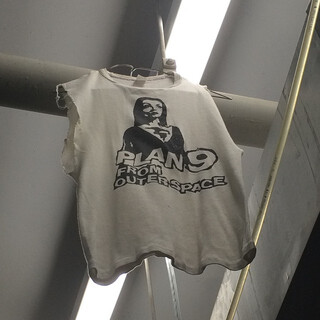 PLAN 9
FROM
OUTER SPACE